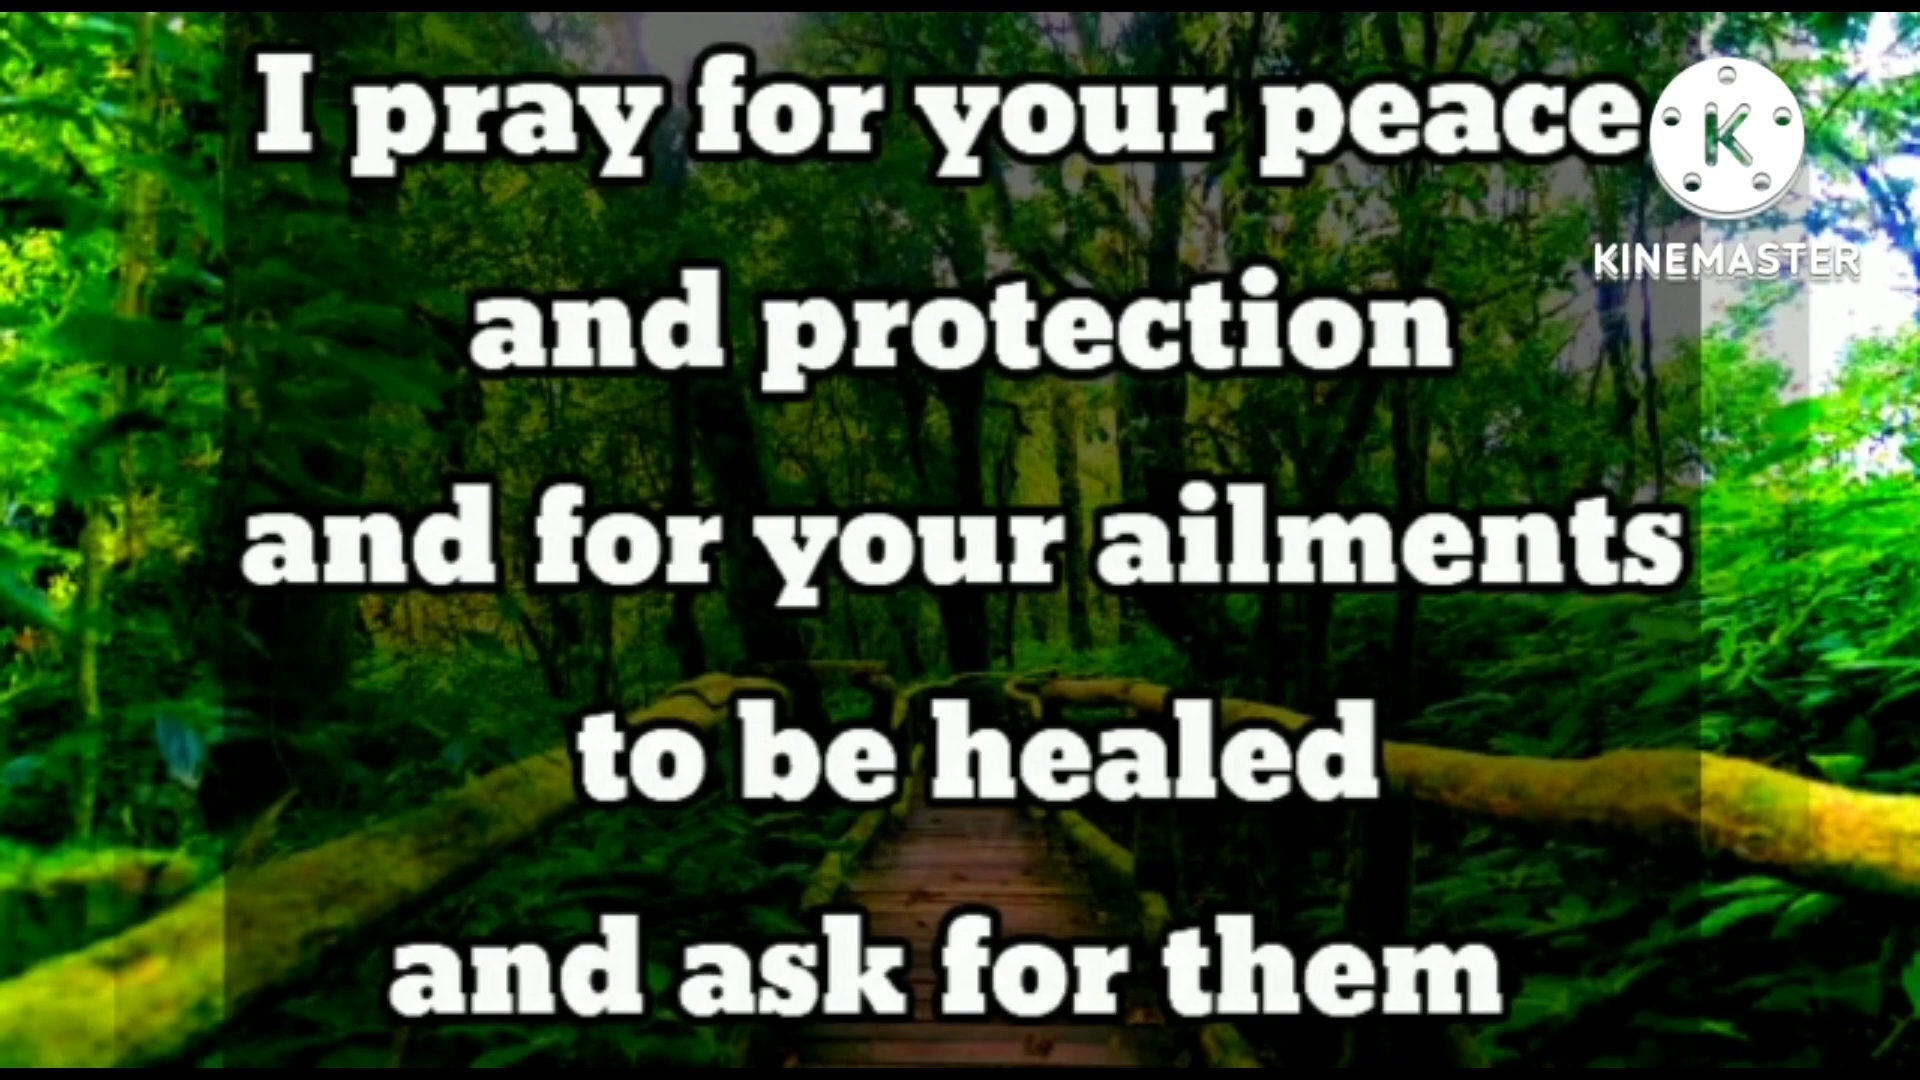 I pray for your peace
KINEMASTER
and protection
and for your ailments
to be healed
and ask for them